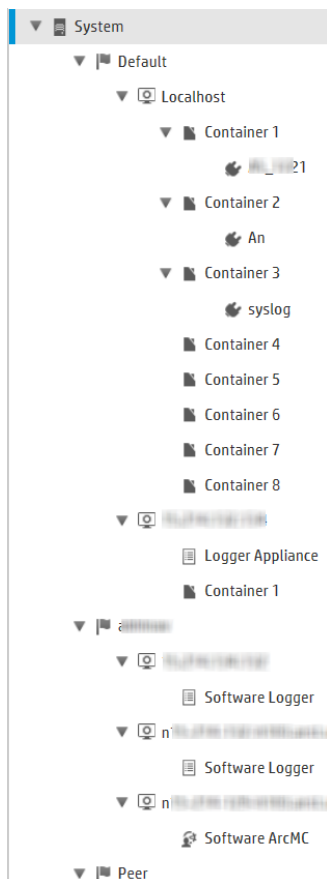 System
Default
Localhost
Container 1
21
Container 2
An
Container 3
syslog
Container 4
Container 5
Container 6
Container 7
Container 8
Logger Appliance
Container 1
Software Logger
Software Logger
Software ArcMC
Peer